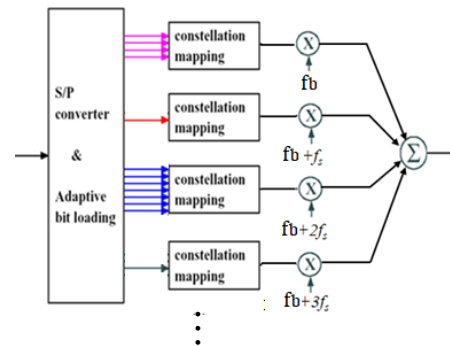 S/P
converter
&
Adaptive
bit loading
constellation
mapping
X
fb
constellation
mapping
X
fb+fs
constellation
mapping
X
fb+2fs
constellation
mapping
X
fb+3fs
Σ